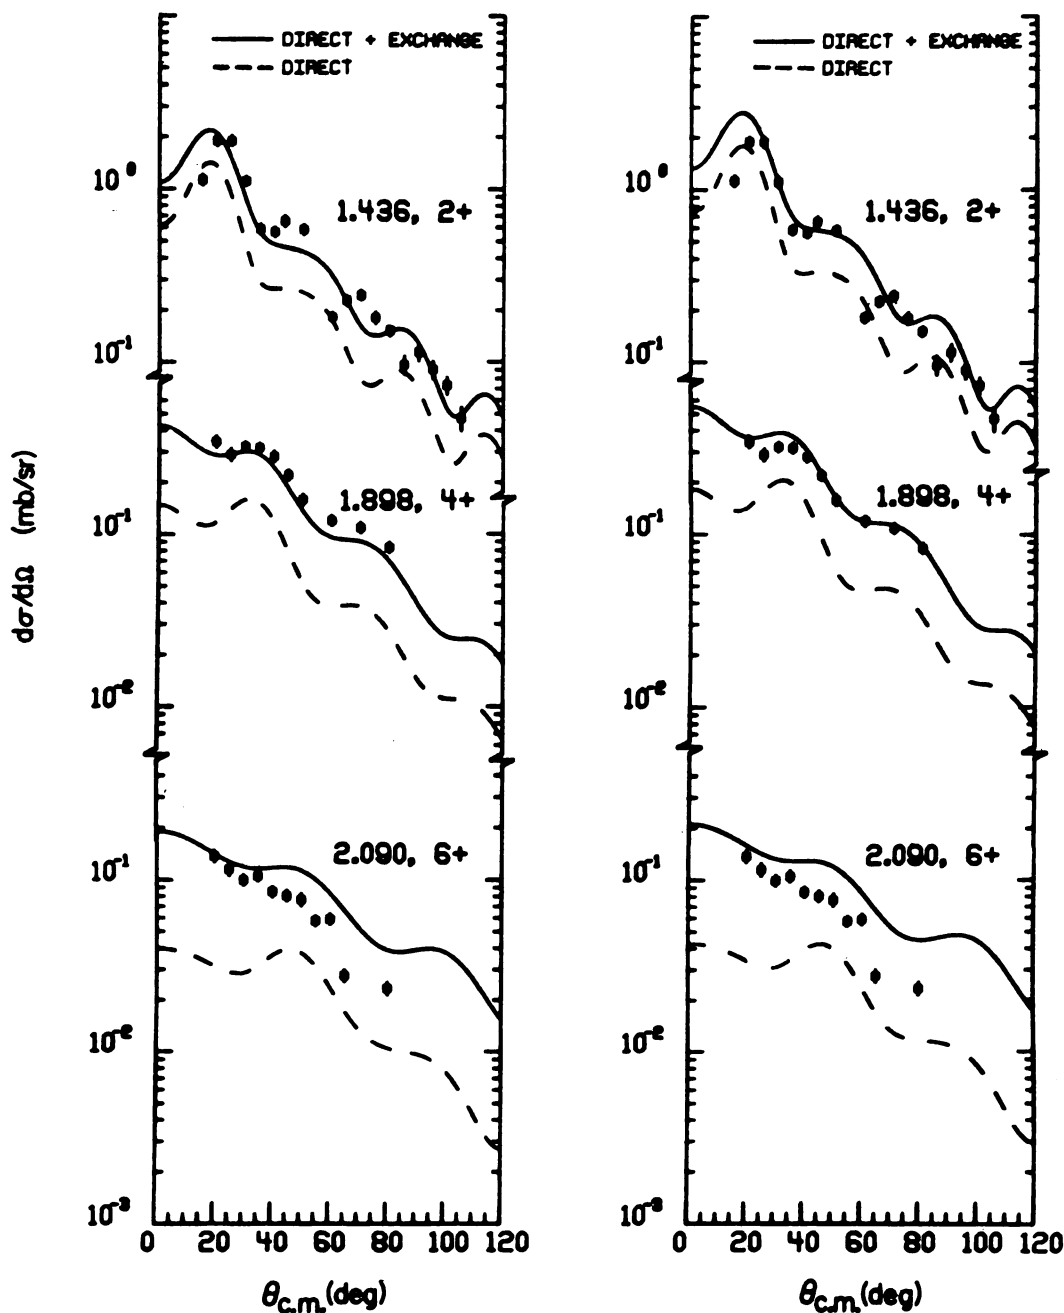 DIRECT + EXCHANGE
DIRECT
10⁰
1.436, 2+
10⁻¹
1.898, 4+
10⁻¹
10⁻²
2.090, 6+
10⁻¹
10⁻²
10⁻³
0 20 40 60 80 100 120
θc.m.(deg)
dσ/dΩ (mb/sr)
DIRECT + EXCHANGE
DIRECT
10⁰
1.436, 2+
10⁻¹
1.898, 4+
10⁻¹
10⁻²
2.090, 6+
10⁻¹
10⁻²
10⁻³
0 20 40 60 80 100 120
θc.m.(deg)